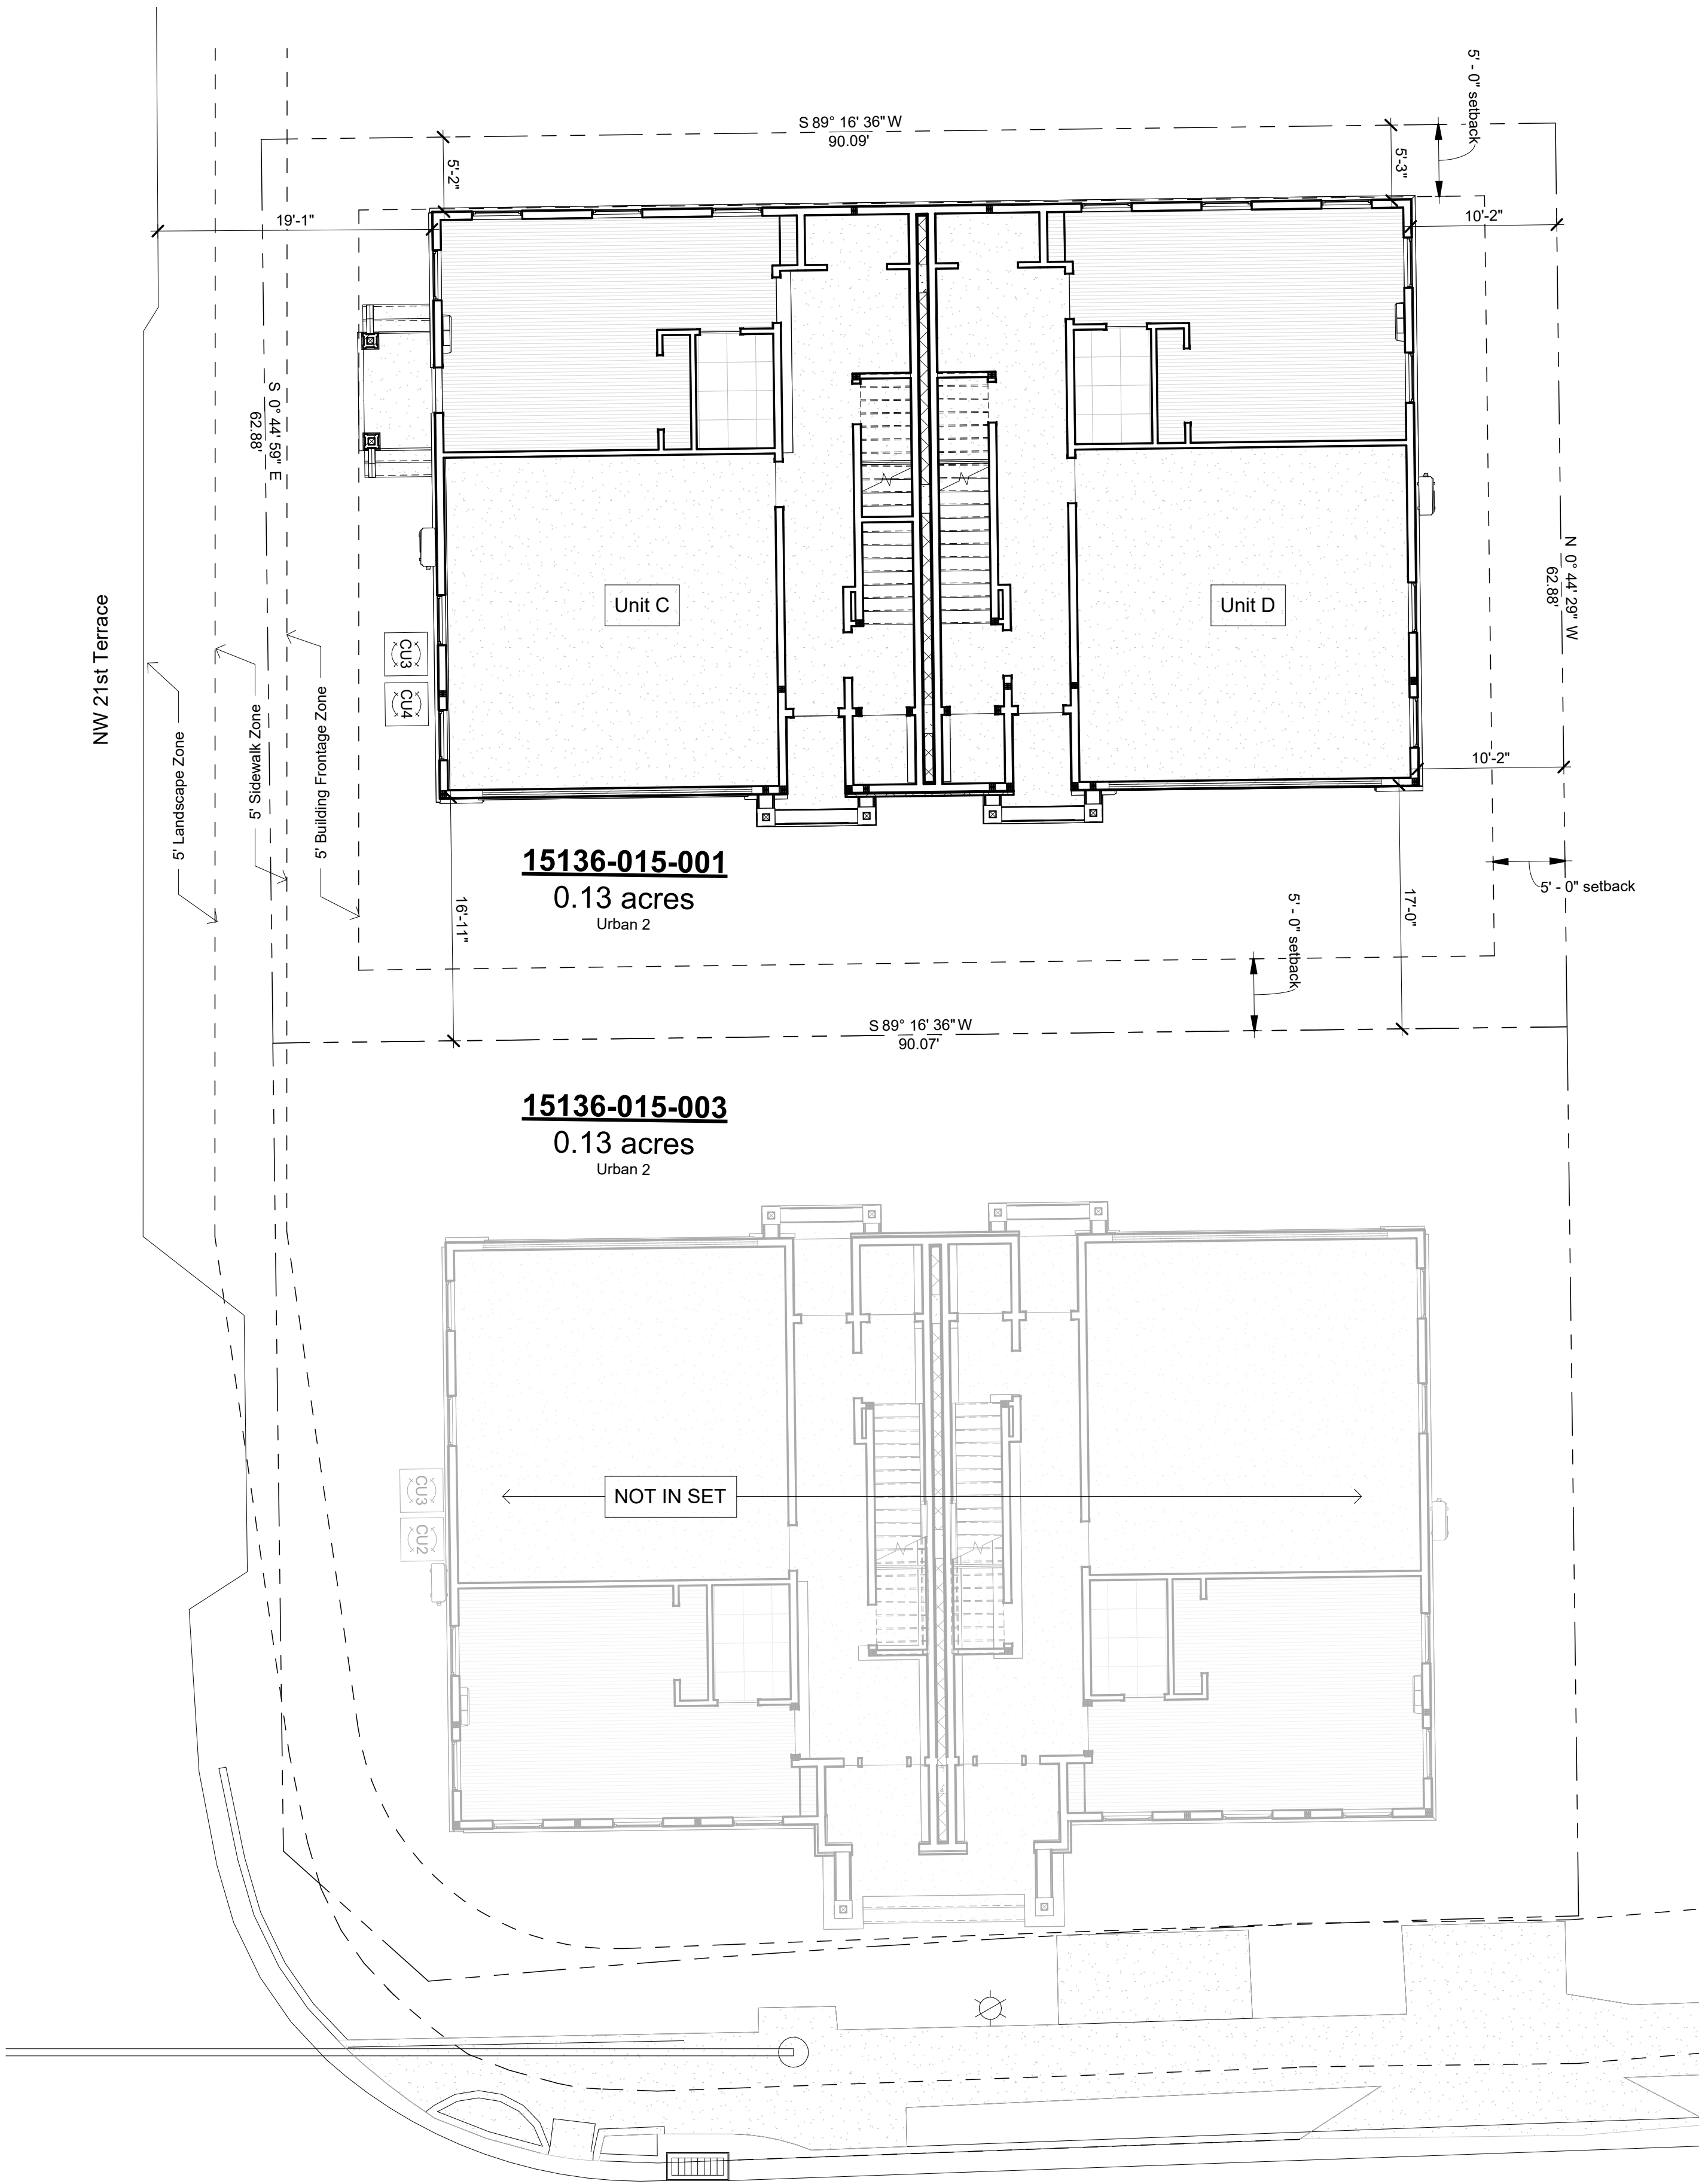 5' - 0" setback
S 89° 16' 36" W
90.09'
5'-2"
5'-3"
19'-1"
10'-2"
S 0° 44' 59" E
62.88'
N 0° 44' 29" W
62.88'
Unit C
Unit D
CU3
CU4
NW 21st Terrace
5' Landscape Zone
5' Sidewalk Zone
5' Building Frontage Zone
10'-2"
15136-015-001
0.13 acres
Urban 2
16'-11"
17'-0"
5' - 0" setback
5' - 0" setback
S 89° 16' 36" W
90.07'
15136-015-003
0.13 acres
Urban 2
CU3
CU2
NOT IN SET